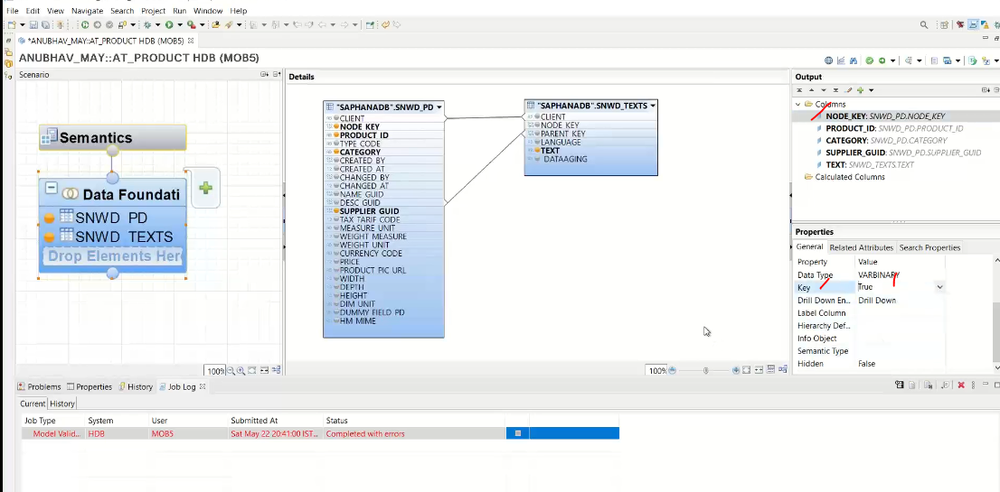 File Edit View Navigate Search Project Run Window Help
*ANUBHAV_MAY::AT_PRODUCT HDB (MOB5)
ANUBHAV_MAY::AT_PRODUCT HDB (MOB5)
Scenario
Semantics
Data Foundati
SNWD PD
SNWD TEXTS
Drop Elements Here
100%
Details
"SAPHANADB".SNWD_PD
CLIENT
NODE KEY
PRODUCT ID
TYPE CODE
CATEGORY
CREATED BY
CREATED AT
CHANGED BY
CHANGED AT
NAME GUID
DESC GUID
SUPPLIER GUID
TAX TARIF CODE
MEASURE UNIT
WEIGHT MEASURE
WEIGHT UNIT
CURRENCY CODE
PRICE
PRODUCT PIC URL
WIDTH
DEPTH
HEIGHT
DIM UNIT
DUMMY FIELD PD
HM MIME
"SAPHANADB".SNWD_TEXTS
CLIENT
NODE KEY
PARENT KEY
LANGUAGE
TEXT
DATAAGING
100%
Output
Columns
NODE_KEY: SNWD_PD.NODE_KEY
PRODUCT_ID: SNWD_PD.PRODUCT_ID
CATEGORY: SNWD_PD.CATEGORY
SUPPLIER_GUID: SNWD_PD.SUPPLIER_GUID
TEXT: SNWD_TEXTS.TEXT
Calculated Columns
Properties
General Related Attributes Search Properties
Property Value
Data Type VARBINARY
Key True
Drill Down En... Drill Down
Label Column
Hierarchy Def...
Info Object
Semantic Type
Hidden False
Problems Properties History Job Log
Current History
Job Type System User Submitted At Status
Model Valid... HDB MOB5 Sat May 22 20:41:00 IST... Completed with errors